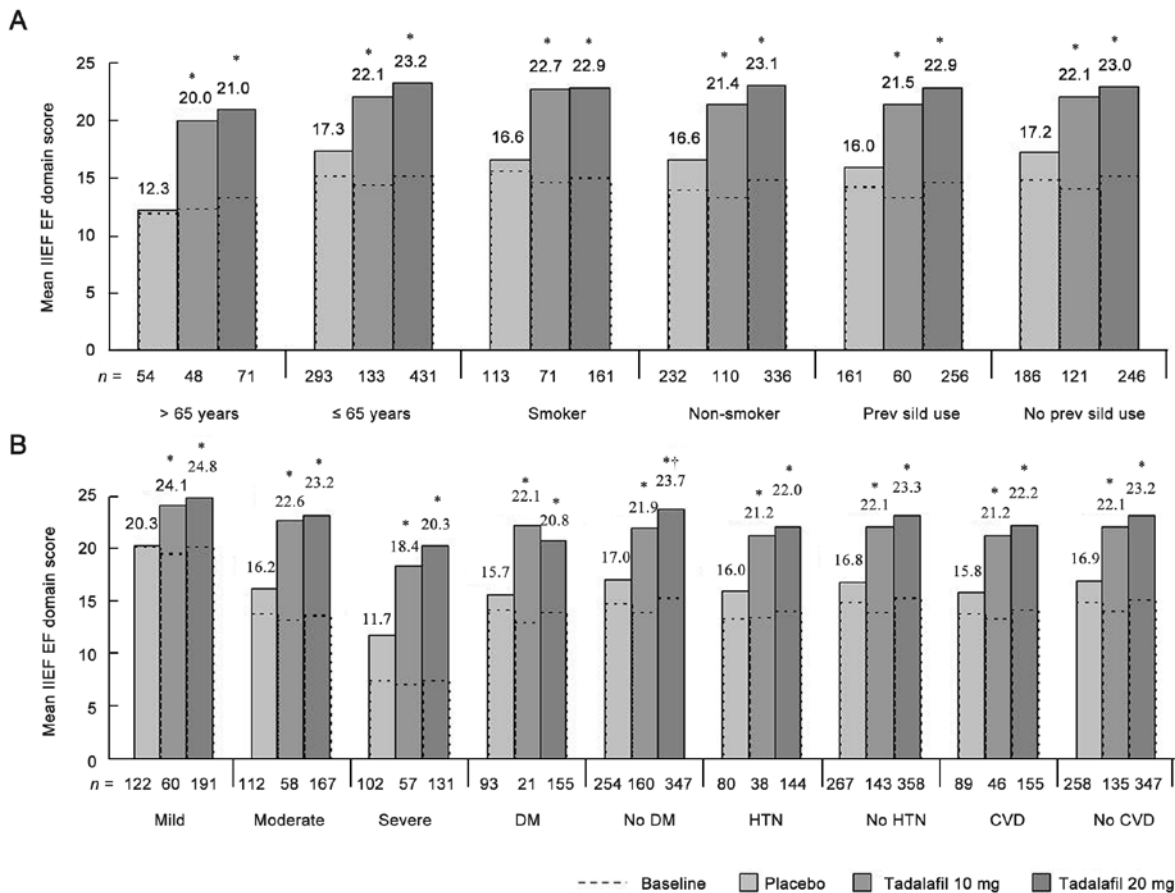 A
* * * * * * * * * * * *
12.3 20.0 21.0 17.3 22.1 23.2 16.6 22.7 22.9 16.6 21.4 23.1 16.0 21.5 22.9 17.2 22.1 23.0
Mean IIEF EF domain score
25
20
15
10
5
0
n = 54 48 71 293 133 431 113 71 161 232 110 336 161 60 256 186 121 246
> 65 years ≤ 65 years Smoker Non-smoker Prev sild use No prev sild use
B
* * * * * * * * * *† * * * * * * * * *
20.3 24.1 24.8 16.2 22.6 23.2 11.7 18.4 20.3 15.7 22.1 20.8 17.0 21.9 23.7 16.0 21.2 22.0 16.8 22.1 23.3 15.8 21.2 22.2 16.9 22.1 23.2
Mean IIEF EF domain score
25
20
15
10
5
0
n = 122 60 191 112 58 167 102 57 131 93 21 155 254 160 347 80 38 144 267 143 358 89 46 155 258 135 347
Mild Moderate Severe DM No DM HTN No HTN CVD No CVD
Baseline Placebo Tadalafil 10 mg Tadalafil 20 mg